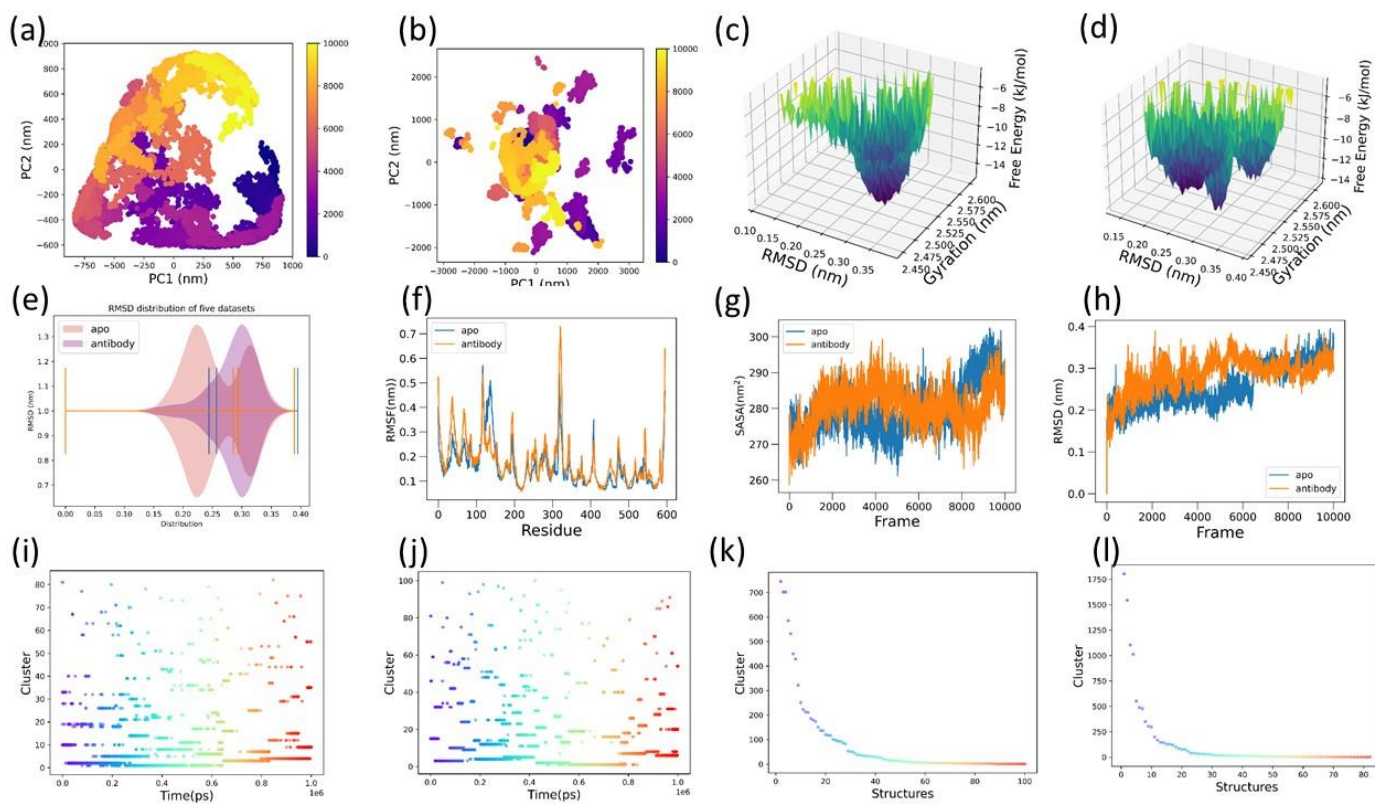 (a)
1000
800
600
400
200
0
−200
−400
−600
PC2 (nm)
−750 −500 −250 0 250 500 750 1000
PC1 (nm)
10000
8000
6000
4000
2000
0
(b)
2000
1000
0
−1000
−2000
PC2 (nm)
−3000 −2000 −1000 0 1000 2000 3000
PC1 (nm)
10000
8000
6000
4000
2000
0
(c)
−6
−8
−10
−12
−14
Free Energy (kJ/mol)
0.10 0.15 0.20 0.25 0.30 0.35
RMSD (nm)
2.450 2.475 2.500 2.525 2.550 2.575 2.600
Gyration (nm)
(d)
−6
−8
−10
−12
−14
Free Energy (kJ/mol)
0.10 0.15 0.20 0.25 0.30 0.35 0.40
RMSD (nm)
2.450 2.475 2.500 2.525 2.550 2.575 2.600
Gyration (nm)
(e)
RMSD distribution of five datasets
apo
antibody
1.3
1.2
1.1
1.0
0.9
0.8
0.7
RMSD (nm)
0.00 0.05 0.10 0.15 0.20 0.25 0.30 0.35 0.40
Distribution
(f)
apo
antibody
0.7
0.6
0.5
0.4
0.3
0.2
0.1
RMSF(nm))
0 100 200 300 400 500 600
Residue
(g)
apo
antibody
300
290
280
270
260
SASA(nm²)
0 2000 4000 6000 8000 10000
Frame
(h)
0.4
0.3
0.2
0.1
0.0
RMSD (nm)
apo
antibody
0 2000 4000 6000 8000 10000
Frame
(i)
80
70
60
50
40
30
20
10
0
Cluster
0.0 0.2 0.4 0.6 0.8 1.0
1e6
Time(ps)
(j)
100
80
60
40
20
0
Cluster
0.0 0.2 0.4 0.6 0.8 1.0
1e6
Time(ps)
(k)
700
600
500
400
300
200
100
0
Cluster
0 20 40 60 80 100
Structures
(l)
1750
1500
1250
1000
750
500
250
0
Cluster
0 10 20 30 40 50 60 70 80
Structures